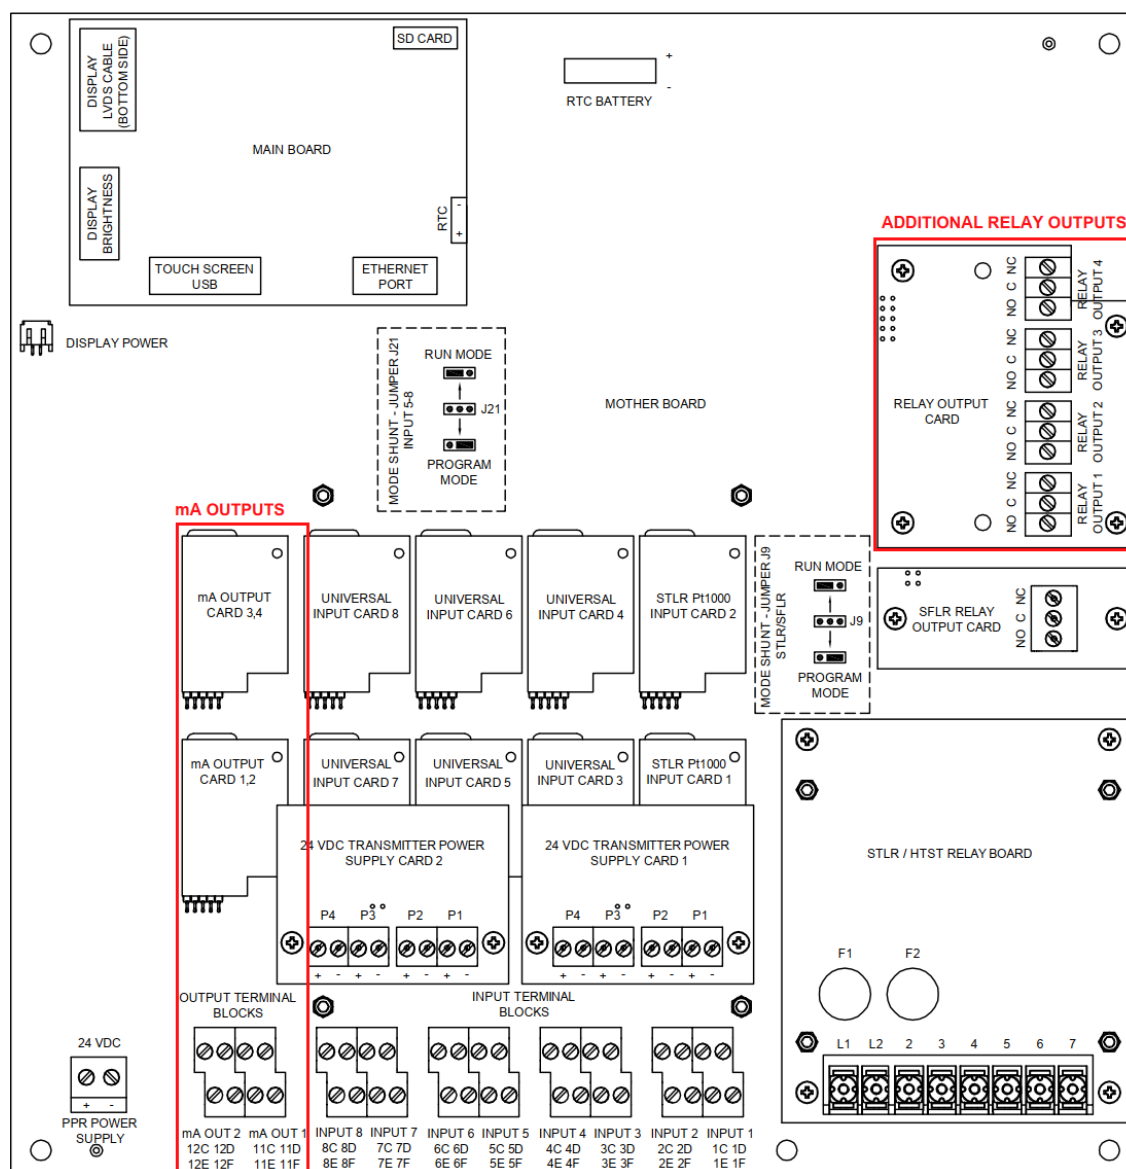 SD CARD
DISPLAY
LVDS CABLE
(BOTTOM SIDE)
+
-
RTC BATTERY
MAIN BOARD
DISPLAY
BRIGHTNESS
RTC
-
+
TOUCH SCREEN
USB
ETHERNET
PORT
DISPLAY POWER
ADDITIONAL RELAY OUTPUTS
RELAY OUTPUT
CARD
NO C NC
RELAY
OUTPUT 4
NO C NC
RELAY
OUTPUT 3
NO C NC
RELAY
OUTPUT 2
NO C NC
RELAY
OUTPUT 1
MODE SHUNT - JUMPER J21
INPUT 5-8
RUN MODE
J21
PROGRAM
MODE
MOTHER BOARD
mA OUTPUTS
mA OUTPUT
CARD 3,4
UNIVERSAL
INPUT CARD 8
UNIVERSAL
INPUT CARD 6
UNIVERSAL
INPUT CARD 4
STLR Pt1000
INPUT CARD 2
MODE SHUNT - JUMPER J9
STLR/SFLR
RUN MODE
J9
PROGRAM
MODE
SFLR RELAY
OUTPUT CARD
NO C NC
mA OUTPUT
CARD 1,2
UNIVERSAL
INPUT CARD 7
UNIVERSAL
INPUT CARD 5
UNIVERSAL
INPUT CARD 3
STLR Pt1000
INPUT CARD 1
24 VDC TRANSMITTER POWER
SUPPLY CARD 2
P4 P3 P2 P1
+ - + - + - + -
24 VDC TRANSMITTER POWER
SUPPLY CARD 1
P4 P3 P2 P1
+ - + - + - + -
STLR / HTST RELAY BOARD
F1 F2
L1 L2 2 3 4 5 6 7
OUTPUT TERMINAL
BLOCKS
INPUT TERMINAL
BLOCKS
24 VDC
+ -
PPR POWER
SUPPLY
mA OUT 2 mA OUT 1 INPUT 8 INPUT 7 INPUT 6 INPUT 5 INPUT 4 INPUT 3 INPUT 2 INPUT 1
12C 12D 11C 11D 8C 8D 7C 7D 6C 6D 5C 5D 4C 4D 3C 3D 2C 2D 1C 1D
12E 12F 11E 11F 8E 8F 7E 7F 6E 6F 5E 5F 4E 4F 3E 3F 2E 2F 1E 1F